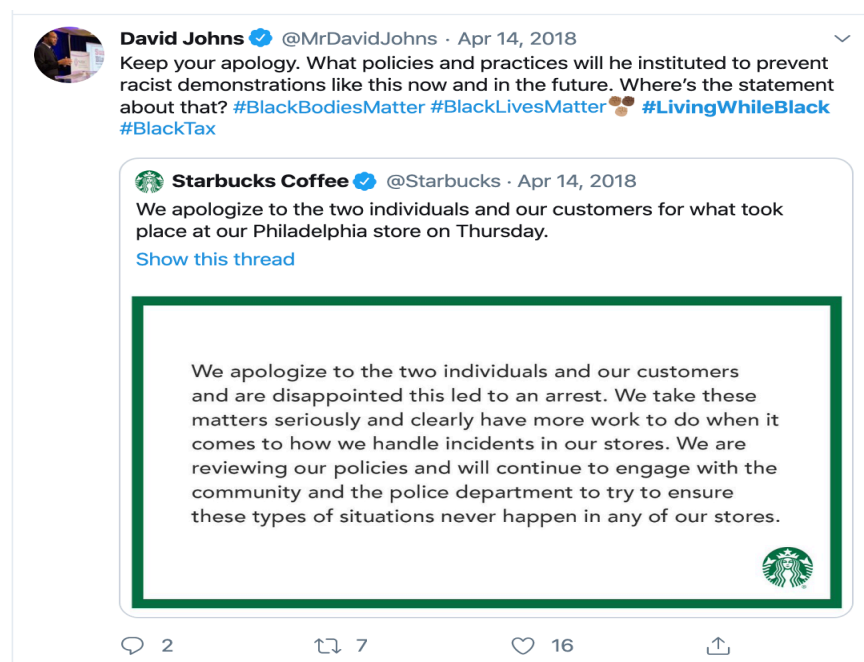 David Johns @MrDavidJohns · Apr 14, 2018
Keep your apology. What policies and practices will he instituted to prevent
racist demonstrations like this now and in the future. Where's the statement
about that? #BlackBodiesMatter #BlackLivesMatter #LivingWhileBlack
#BlackTax
Starbucks Coffee @Starbucks · Apr 14, 2018
We apologize to the two individuals and our customers for what took
place at our Philadelphia store on Thursday.
Show this thread
We apologize to the two individuals and our customers
and are disappointed this led to an arrest. We take these
matters seriously and clearly have more work to do when it
comes to how we handle incidents in our stores. We are
reviewing our policies and will continue to engage with the
community and the police department to try to ensure
these types of situations never happen in any of our stores.
2 7 16